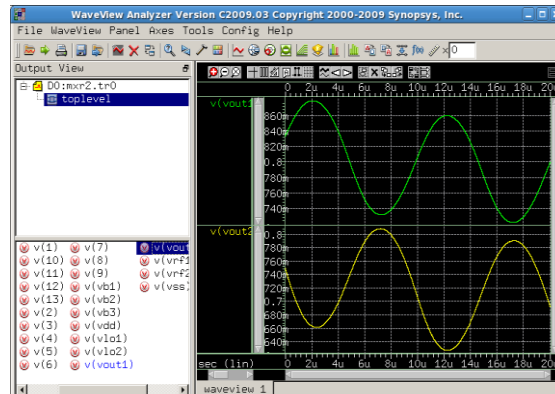 WaveView Analyzer Version C2009.03 Copyright 2000-2009 Synopsys, Inc.
File WaveView Panel Axes Tools Config Help
0
Output View
D0:mxr2.tr0
toplevel
v(1) v(7) v(vout
v(10) v(8) v(vrf1
v(11) v(9) v(vrf2
v(12) v(vb1) v(vss)
v(13) v(vb2)
v(2) v(vb3)
v(3) v(vdd)
v(4) v(vlo1)
v(5) v(vlo2)
v(6) v(vout1)
0 2u 4u 6u 8u 10u 12u 14u 16u 18u 20
v(vout1
860m
840m
0.8
780m
760m
740m
v(vout2
0.8
780m
760m
740m
720m
0.7
680m
660m
640m
sec (lin)
0 2u 4u 6u 8u 10u 12u 14u 16u 18u 20
waveview 1